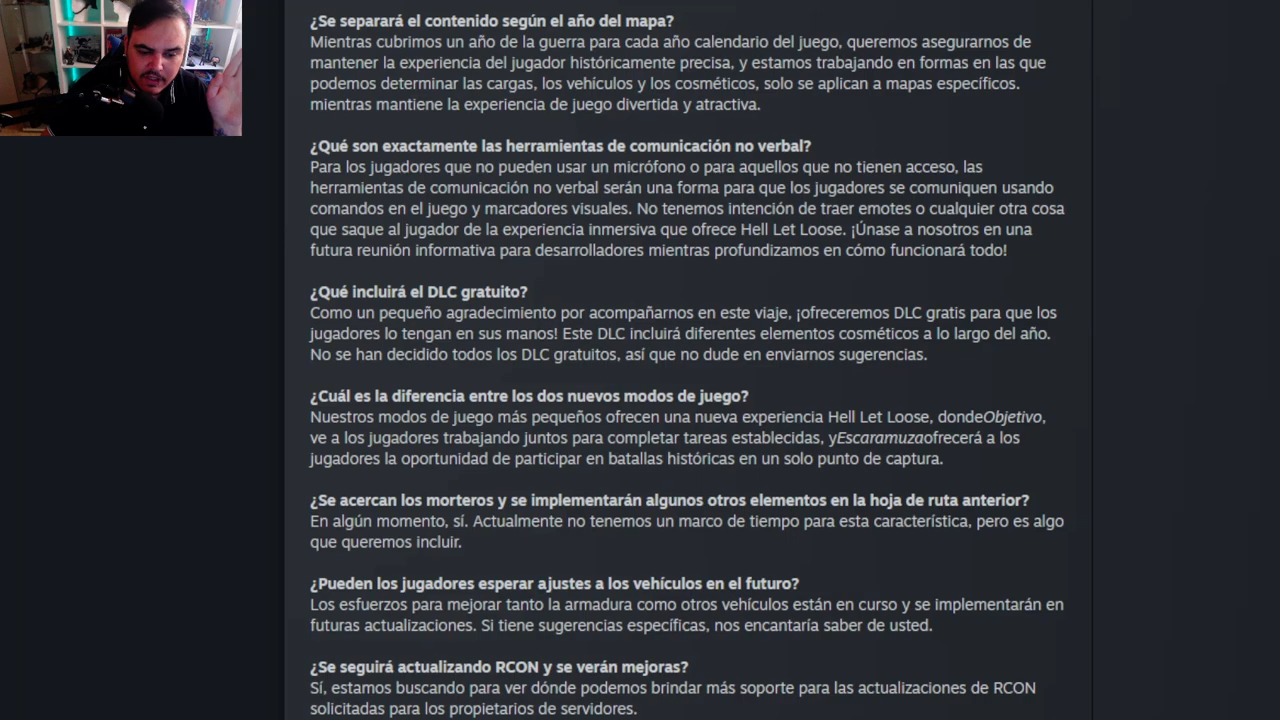 ¿Se separará el contenido según el año del mapa?
Mientras cubrimos un año de la guerra para cada año calendario del juego, queremos asegurarnos de
mantener la experiencia del jugador históricamente precisa, y estamos trabajando en formas en las que
podemos determinar las cargas, los vehículos y los cosméticos, solo se aplican a mapas específicos.
mientras mantiene la experiencia de juego divertida y atractiva.
¿Qué son exactamente las herramientas de comunicación no verbal?
Para los jugadores que no pueden usar un micrófono o para aquellos que no tienen acceso, las
herramientas de comunicación no verbal serán una forma para que los jugadores se comuniquen usando
comandos en el juego y marcadores visuales. No tenemos intención de traer emotes o cualquier otra cosa
que saque al jugador de la experiencia inmersiva que ofrece Hell Let Loose. ¡Únase a nosotros en una
futura reunión informativa para desarrolladores mientras profundizamos en cómo funcionará todo!
¿Qué incluirá el DLC gratuito?
Como un pequeño agradecimiento por acompañarnos en este viaje, ¡ofreceremos DLC gratis para que los
jugadores lo tengan en sus manos! Este DLC incluirá diferentes elementos cosméticos a lo largo del año.
No se han decidido todos los DLC gratuitos, así que no dude en enviarnos sugerencias.
¿Cuál es la diferencia entre los dos nuevos modos de juego?
Nuestros modos de juego más pequeños ofrecen una nueva experiencia Hell Let Loose, dondeObjetivo,
ve a los jugadores trabajando juntos para completar tareas establecidas, yEscaramuzaofrecerá a los
jugadores la oportunidad de participar en batallas históricas en un solo punto de captura.
¿Se acercan los morteros y se implementarán algunos otros elementos en la hoja de ruta anterior?
En algún momento, sí. Actualmente no tenemos un marco de tiempo para esta característica, pero es algo
que queremos incluir.
¿Pueden los jugadores esperar ajustes a los vehículos en el futuro?
Los esfuerzos para mejorar tanto la armadura como otros vehículos están en curso y se implementarán en
futuras actualizaciones. Si tiene sugerencias específicas, nos encantaría saber de usted.
¿Se seguirá actualizando RCON y se verán mejoras?
Sí, estamos buscando para ver dónde podemos brindar más soporte para las actualizaciones de RCON
solicitadas para los propietarios de servidores.